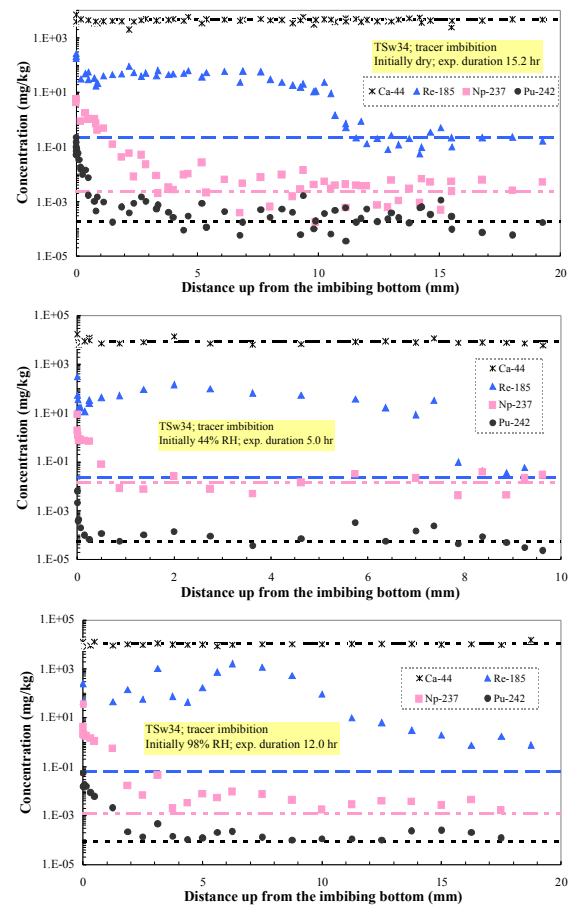 1.E+03
1.E+01
1.E-01
1.E-03
1.E-05
Concentration (mg/kg)
TSw34; tracer imbibition
Initially dry; exp. duration 15.2 hr
Ca-44 Re-185 Np-237 Pu-242
0 5 10 15 20
Distance up from the imbibing bottom (mm)
1.E+05
1.E+03
1.E+01
1.E-01
1.E-03
1.E-05
Concentration (mg/kg)
Ca-44
Re-185
Np-237
Pu-242
TSw34; tracer imbibition
Initially 44% RH; exp. duration 5.0 hr
0 2 4 6 8 10
Distance up from the imbibing bottom (mm)
1.E+05
1.E+03
1.E+01
1.E-01
1.E-03
1.E-05
Concentration (mg/kg)
Ca-44 Re-185
Np-237 Pu-242
TSw34; tracer imbibition
Initially 98% RH; exp. duration 12.0 hr
0 5 10 15 20
Distance up from the imbibing bottom (mm)